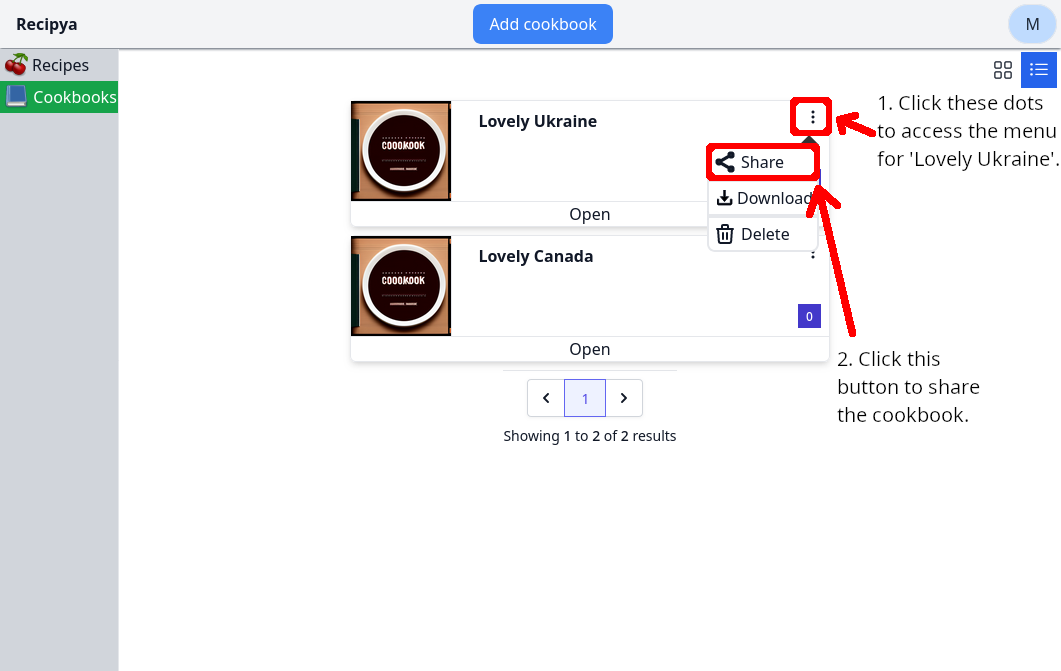 Recipya
Add cookbook
M
Recipes
Cookbooks
Lovely Ukraine
1. Click these dots
to access the menu
for 'Lovely Ukraine'.
Share
Download
Delete
Open
COOOKOOK
Lovely Canada
0
Open
COOOKOOK
2. Click this
button to share
the cookbook.
1
Showing 1 to 2 of 2 results